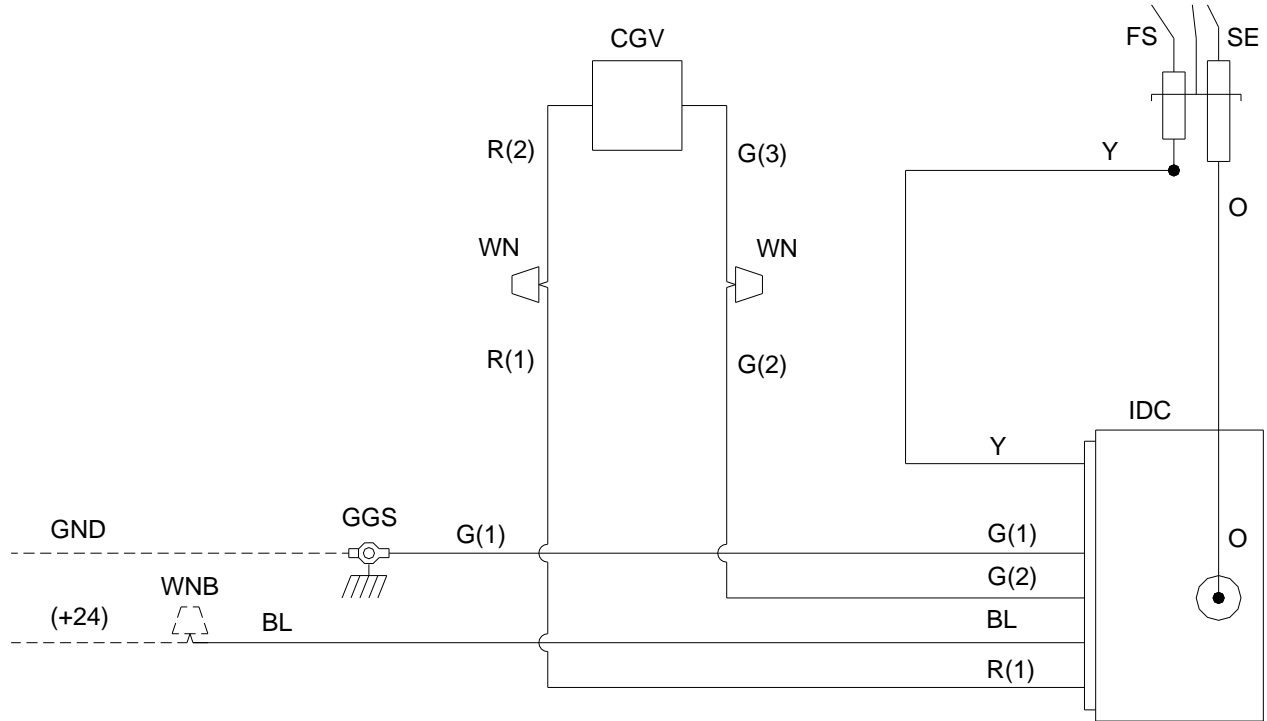 CGV
FS
SE
R(2)
G(3)
Y
O
WN
WN
R(1)
G(2)
IDC
Y
GND
GGS
G(1)
G(1)
O
WNB
G(2)
(+24)
BL
BL
R(1)